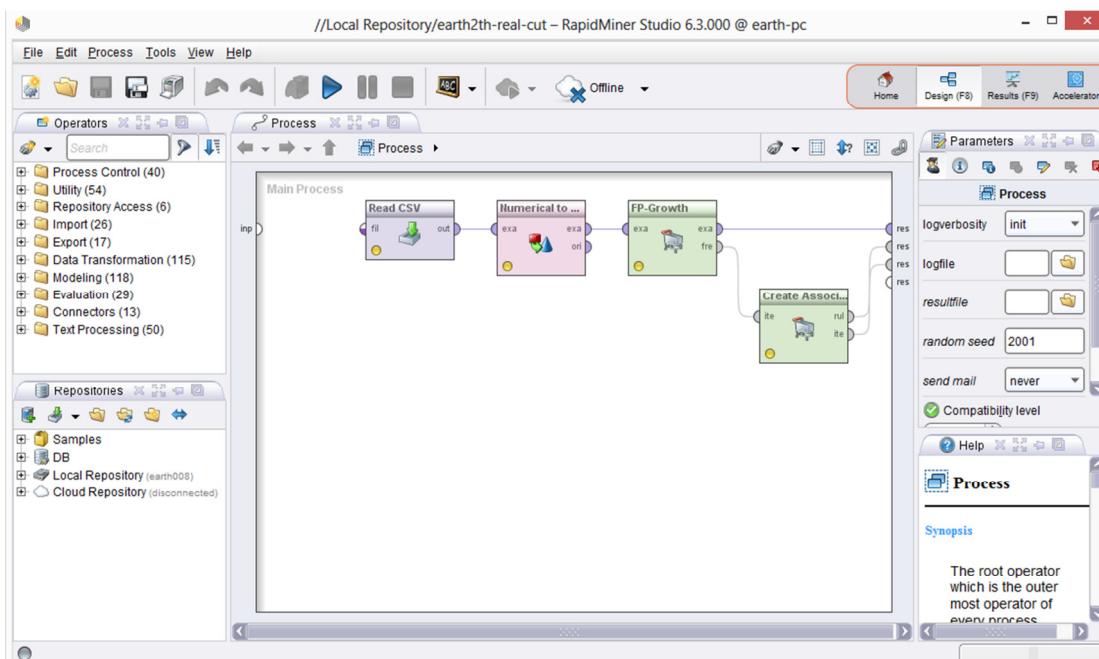 //Local Repository/earth2th-real-cut – RapidMiner Studio 6.3.000 @ earth-pc
File Edit Process Tools View Help
ABC
Offline
Home
Design (F8)
Results (F9)
Accelerator
Operators
Search
Process Control (40)
Utility (54)
Repository Access (6)
Import (26)
Export (17)
Data Transformation (115)
Modeling (118)
Evaluation (29)
Connectors (13)
Text Processing (50)
Repositories
Samples
DB
Local Repository (earth008)
Cloud Repository (disconnected)
Process
Process
Main Process
inp
Read CSV
fil out
Numerical to ...
exa exa
ori
FP-Growth
exa exa
fre
Create Associ...
ite rul
ite
res
res
res
res
Parameters
Process
logverbosity init
logfile
resultfile
random seed 2001
send mail never
Compatibility level
Help
Process
Synopsis
The root operator
which is the outer
most operator of
every process